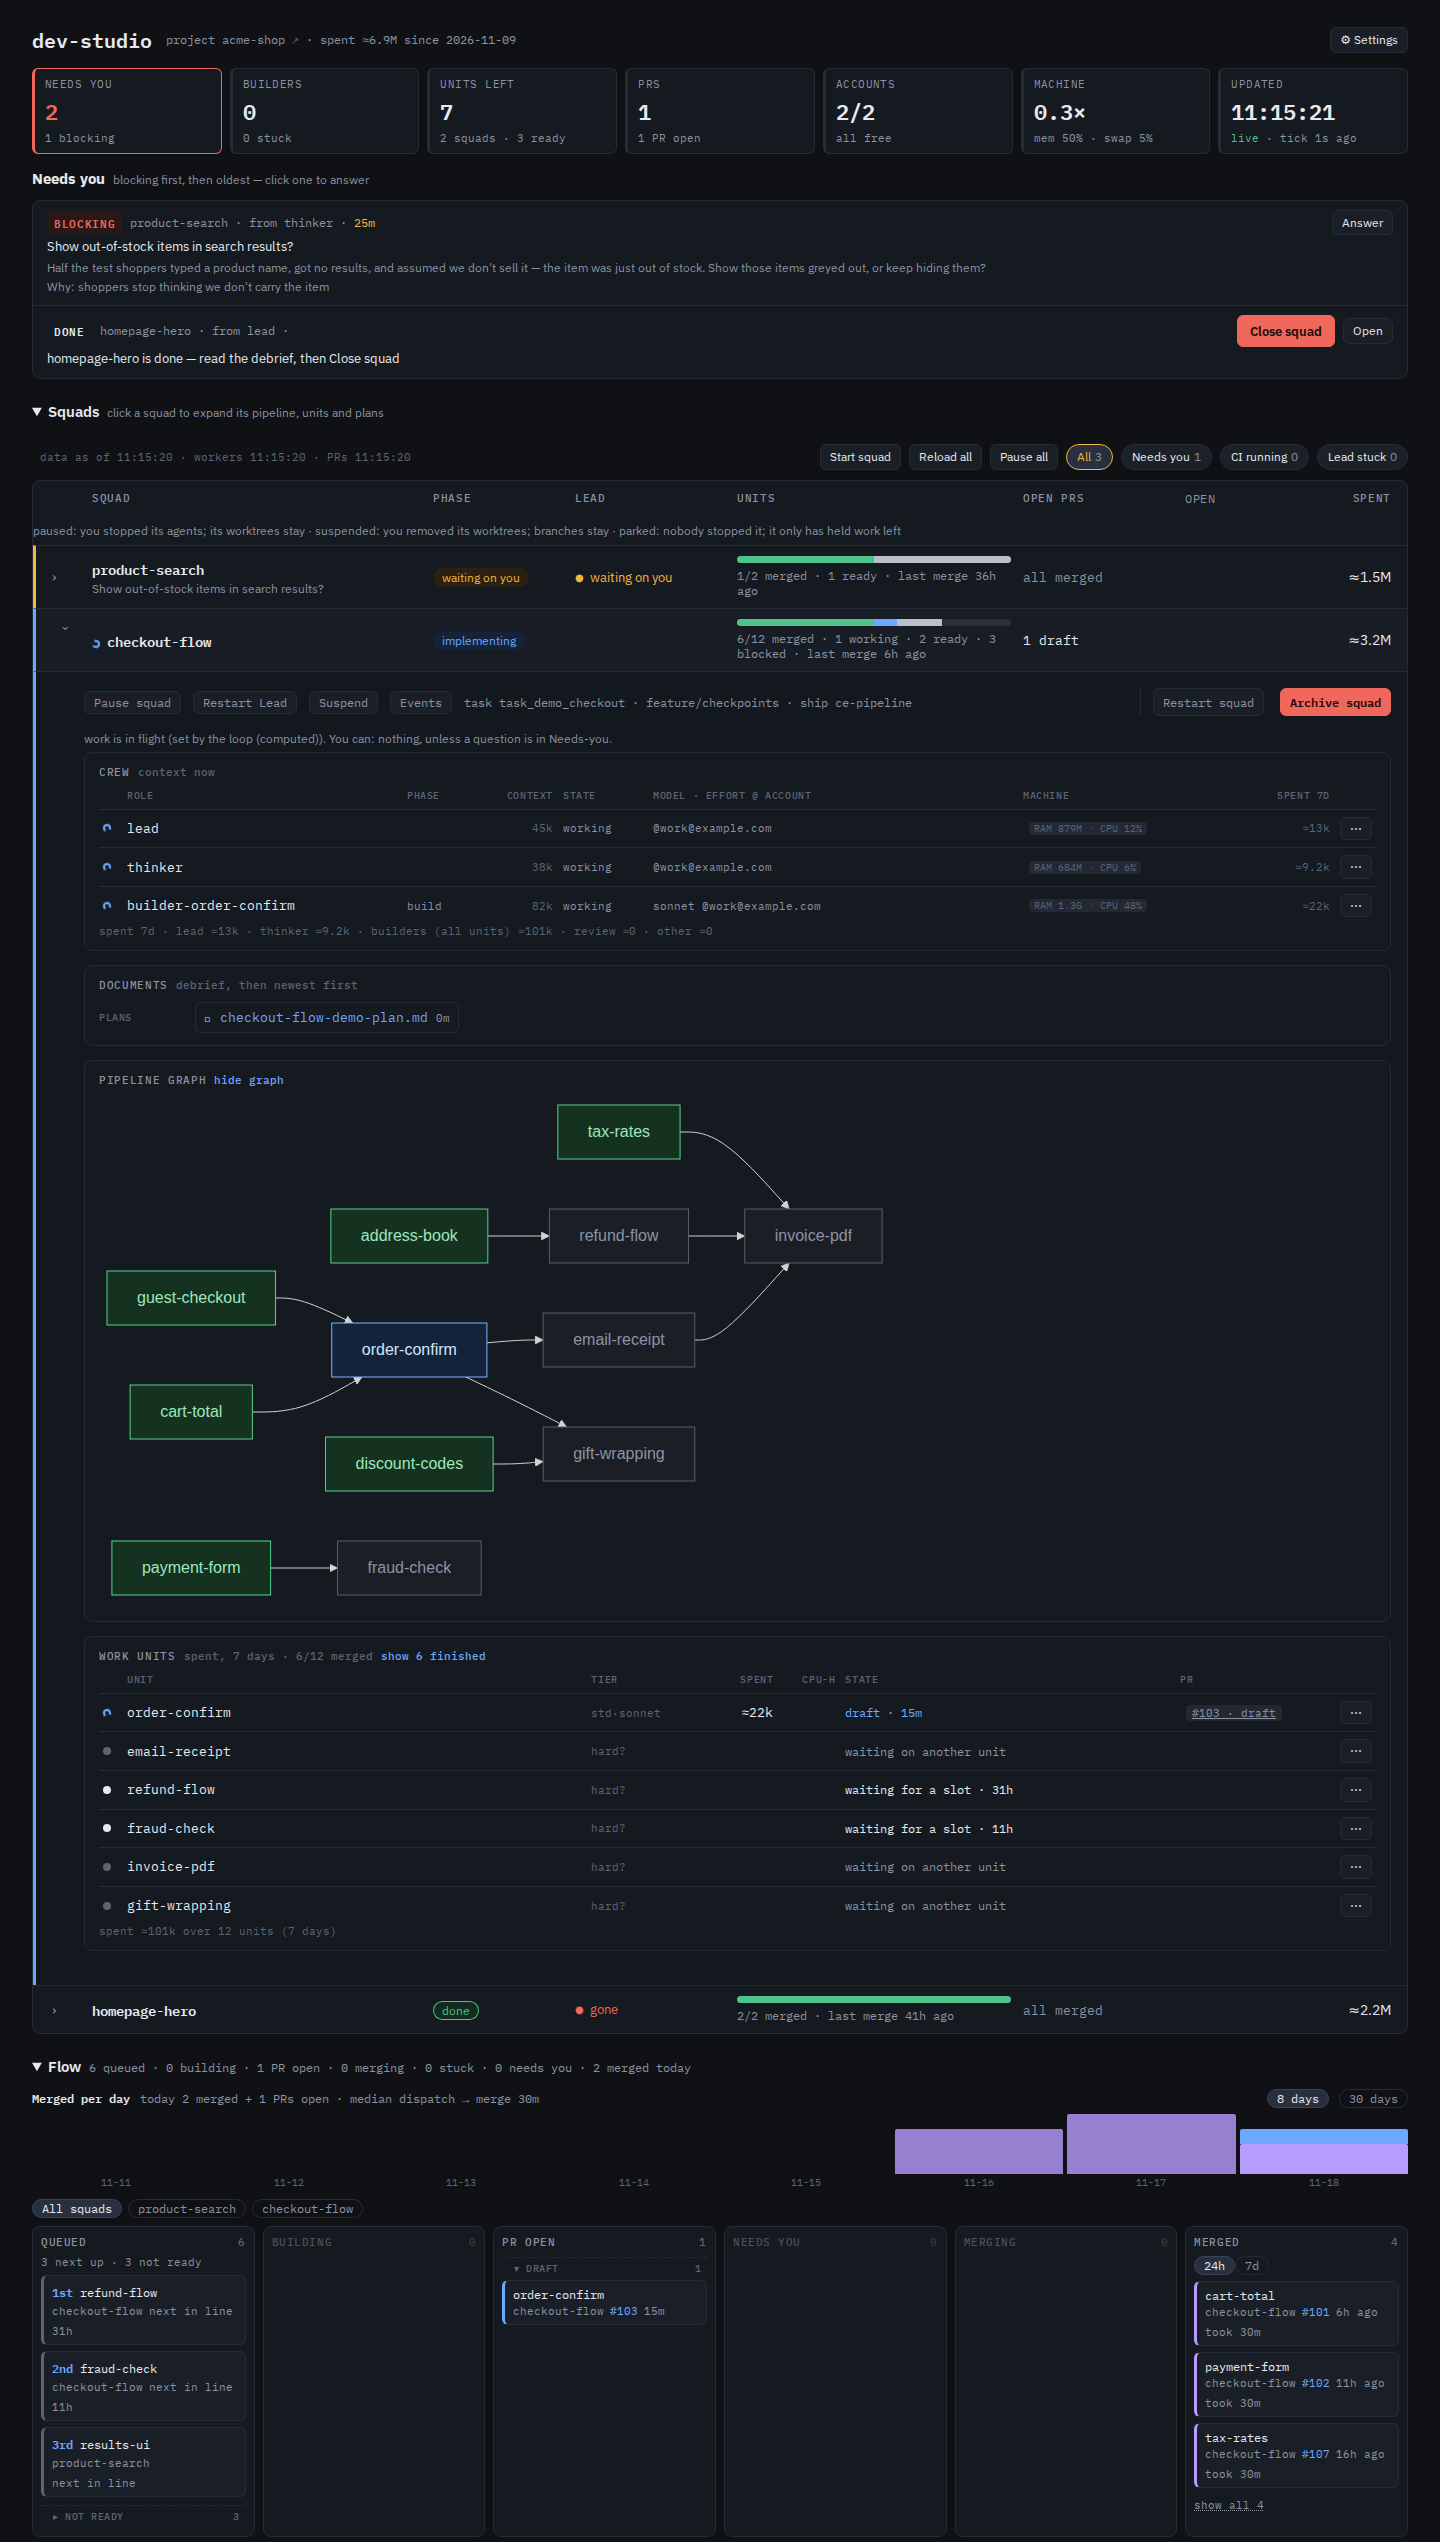 dev-studio project acme-shop ↗ · spent ≈6.9M since 2026-11-09 ⚙ Settings
NEEDS YOU BUILDERS UNITS LEFT PRS ACCOUNTS MACHINE UPDATED
2 0 7 1 2/2 0.3× 11:15:21
1 blocking 0 stuck 2 squads · 3 ready 1 PR open all free mem 50% · swap 5% live · tick 1s ago
Needs you blocking first, then oldest — click one to answer
BLOCKING product-search · from thinker · 25m Answer
Show out-of-stock items in search results?
Half the test shoppers typed a product name, got no results, and assumed we don't sell it — the item was just out of stock. Show those items greyed out, or keep hiding them?
Why: shoppers stop thinking we don't carry the item
DONE homepage-hero · from lead · Close squad Open
homepage-hero is done — read the debrief, then Close squad
▼ Squads click a squad to expand its pipeline, units and plans
data as of 11:15:20 · workers 11:15:20 · PRs 11:15:20 Start squad Reload all Pause all All 3 Needs you 1 CI running 0 Lead stuck 0
SQUAD PHASE LEAD UNITS OPEN PRS OPEN SPENT
paused: you stopped its agents; its worktrees stay · suspended: you removed its worktrees; branches stay · parked: nobody stopped it; it only has held work left
› product-search waiting on you ● waiting on you 1/2 merged · 1 ready · last merge 36h all merged ≈1.5M
Show out-of-stock items in search results? ago
checkout-flow implementing 6/12 merged · 1 working · 2 ready · 3 1 draft ≈3.2M
blocked · last merge 6h ago
Pause squad Restart Lead Suspend Events task task_demo_checkout · feature/checkpoints · ship ce-pipeline Restart squad Archive squad
work is in flight (set by the loop (computed)). You can: nothing, unless a question is in Needs-you.
CREW context now
ROLE PHASE CONTEXT STATE MODEL · EFFORT @ ACCOUNT MACHINE SPENT 7D
lead 45k working @work@example.com RAM 879M · CPU 12% ≈13k ⋯
thinker 38k working @work@example.com RAM 684M · CPU 6% ≈9.2k ⋯
builder-order-confirm build 82k working sonnet @work@example.com RAM 1.3G · CPU 48% ≈22k ⋯
spent 7d · lead ≈13k · thinker ≈9.2k · builders (all units) ≈101k · review ≈0 · other ≈0
DOCUMENTS debrief, then newest first
PLANS checkout-flow-demo-plan.md 0m
PIPELINE GRAPH hide graph
tax-rates
address-book refund-flow invoice-pdf
guest-checkout
order-confirm email-receipt
cart-total
discount-codes gift-wrapping
payment-form fraud-check
WORK UNITS spent, 7 days · 6/12 merged show 6 finished
UNIT TIER SPENT CPU-H STATE PR
order-confirm std·sonnet ≈22k draft · 15m #103 · draft ⋯
email-receipt hard? waiting on another unit ⋯
refund-flow hard? waiting for a slot · 31h ⋯
fraud-check hard? waiting for a slot · 11h ⋯
invoice-pdf hard? waiting on another unit ⋯
gift-wrapping hard? waiting on another unit ⋯
spent ≈101k over 12 units (7 days)
› homepage-hero done ● gone 2/2 merged · last merge 41h ago all merged ≈2.2M
▼ Flow 6 queued · 0 building · 1 PR open · 0 merging · 0 stuck · 0 needs you · 2 merged today
Merged per day today 2 merged + 1 PRs open · median dispatch → merge 30m 8 days 30 days
11-11 11-12 11-13 11-14 11-15 11-16 11-17 11-18
All squads product-search checkout-flow
QUEUED 6 BUILDING 0 PR OPEN 1 NEEDS YOU 0 MERGING 0 MERGED 4
3 next up · 3 not ready
1st refund-flow
checkout-flow next in line
31h
2nd fraud-check
checkout-flow next in line
11h
3rd results-ui
product-search
next in line
▸ NOT READY 3
▾ DRAFT 1
order-confirm
checkout-flow #103 15m
24h 7d
cart-total
checkout-flow #101 6h ago
took 30m
payment-form
checkout-flow #102 11h ago
took 30m
tax-rates
checkout-flow #107 16h ago
took 30m
show all 4